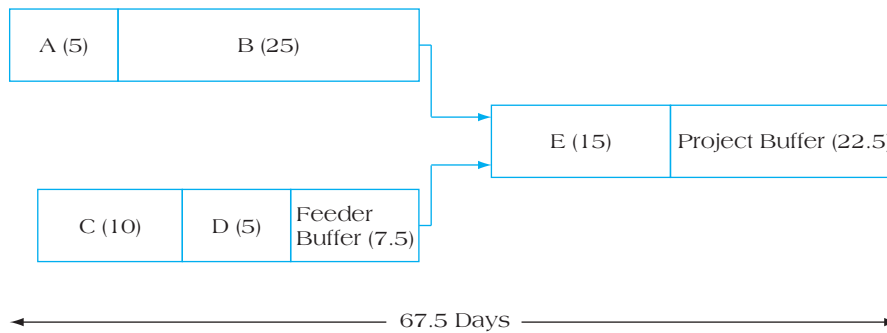 A (5)
B (25)
E (15)
Project Buffer (22.5)
C (10)
D (5)
Feeder
Buffer (7.5)
67.5 Days